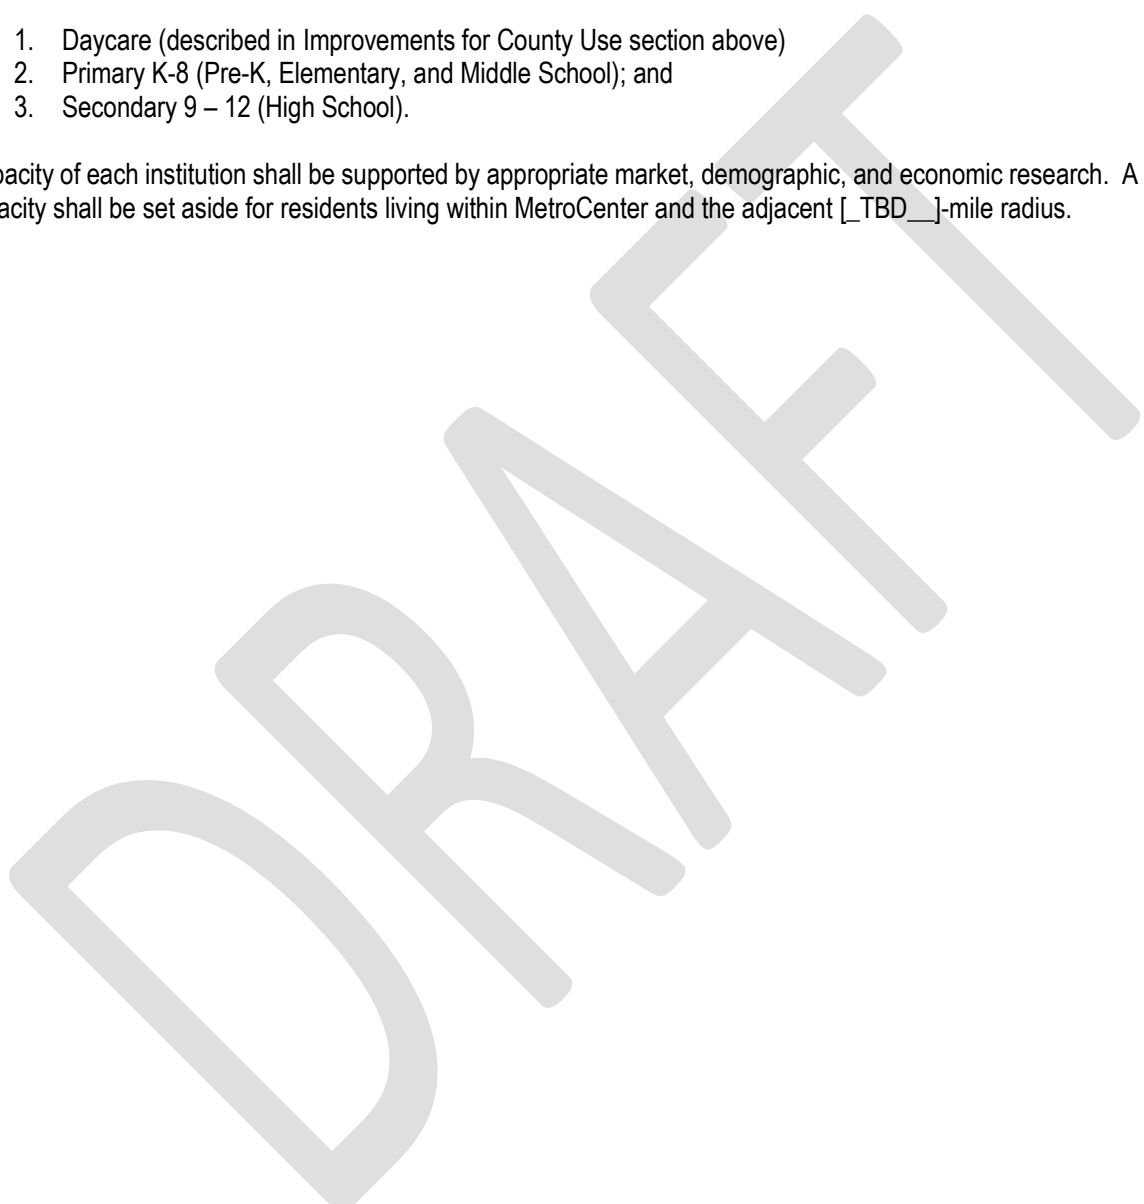 1. Daycare (described in Improvements for County Use section above)
2. Primary K-8 (Pre-K, Elementary, and Middle School); and
3. Secondary 9 – 12 (High School).
pacity of each institution shall be supported by appropriate market, demographic, and economic research. A
acity shall be set aside for residents living within MetroCenter and the adjacent [_TBD__]-mile radius.
DRAFT